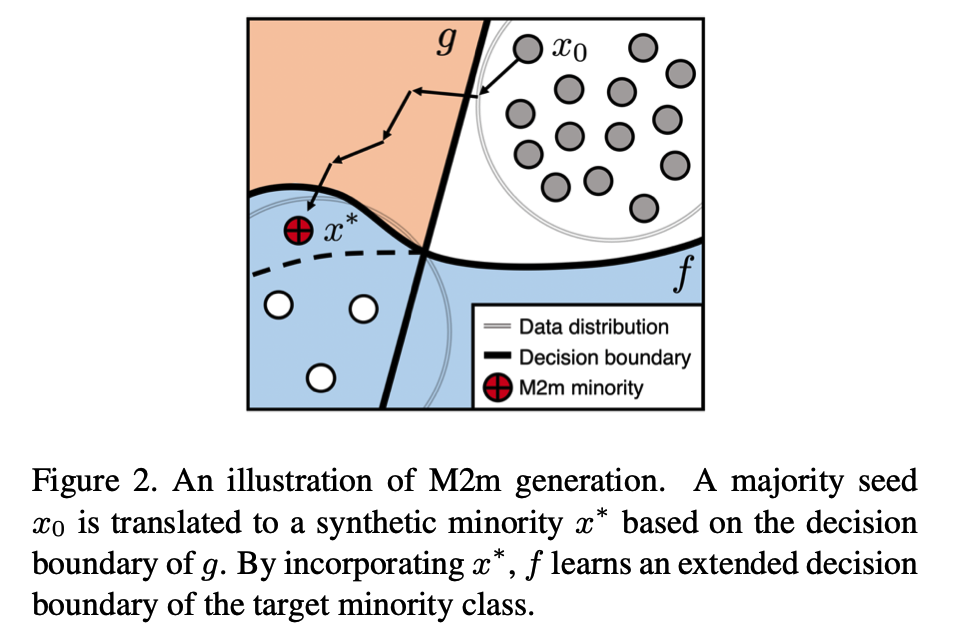 g
x₀
x*
f
Data distribution
Decision boundary
M2m minority
Figure 2. An illustration of M2m generation. A majority seed
x₀ is translated to a synthetic minority x* based on the decision
boundary of g. By incorporating x*, f learns an extended decision
boundary of the target minority class.